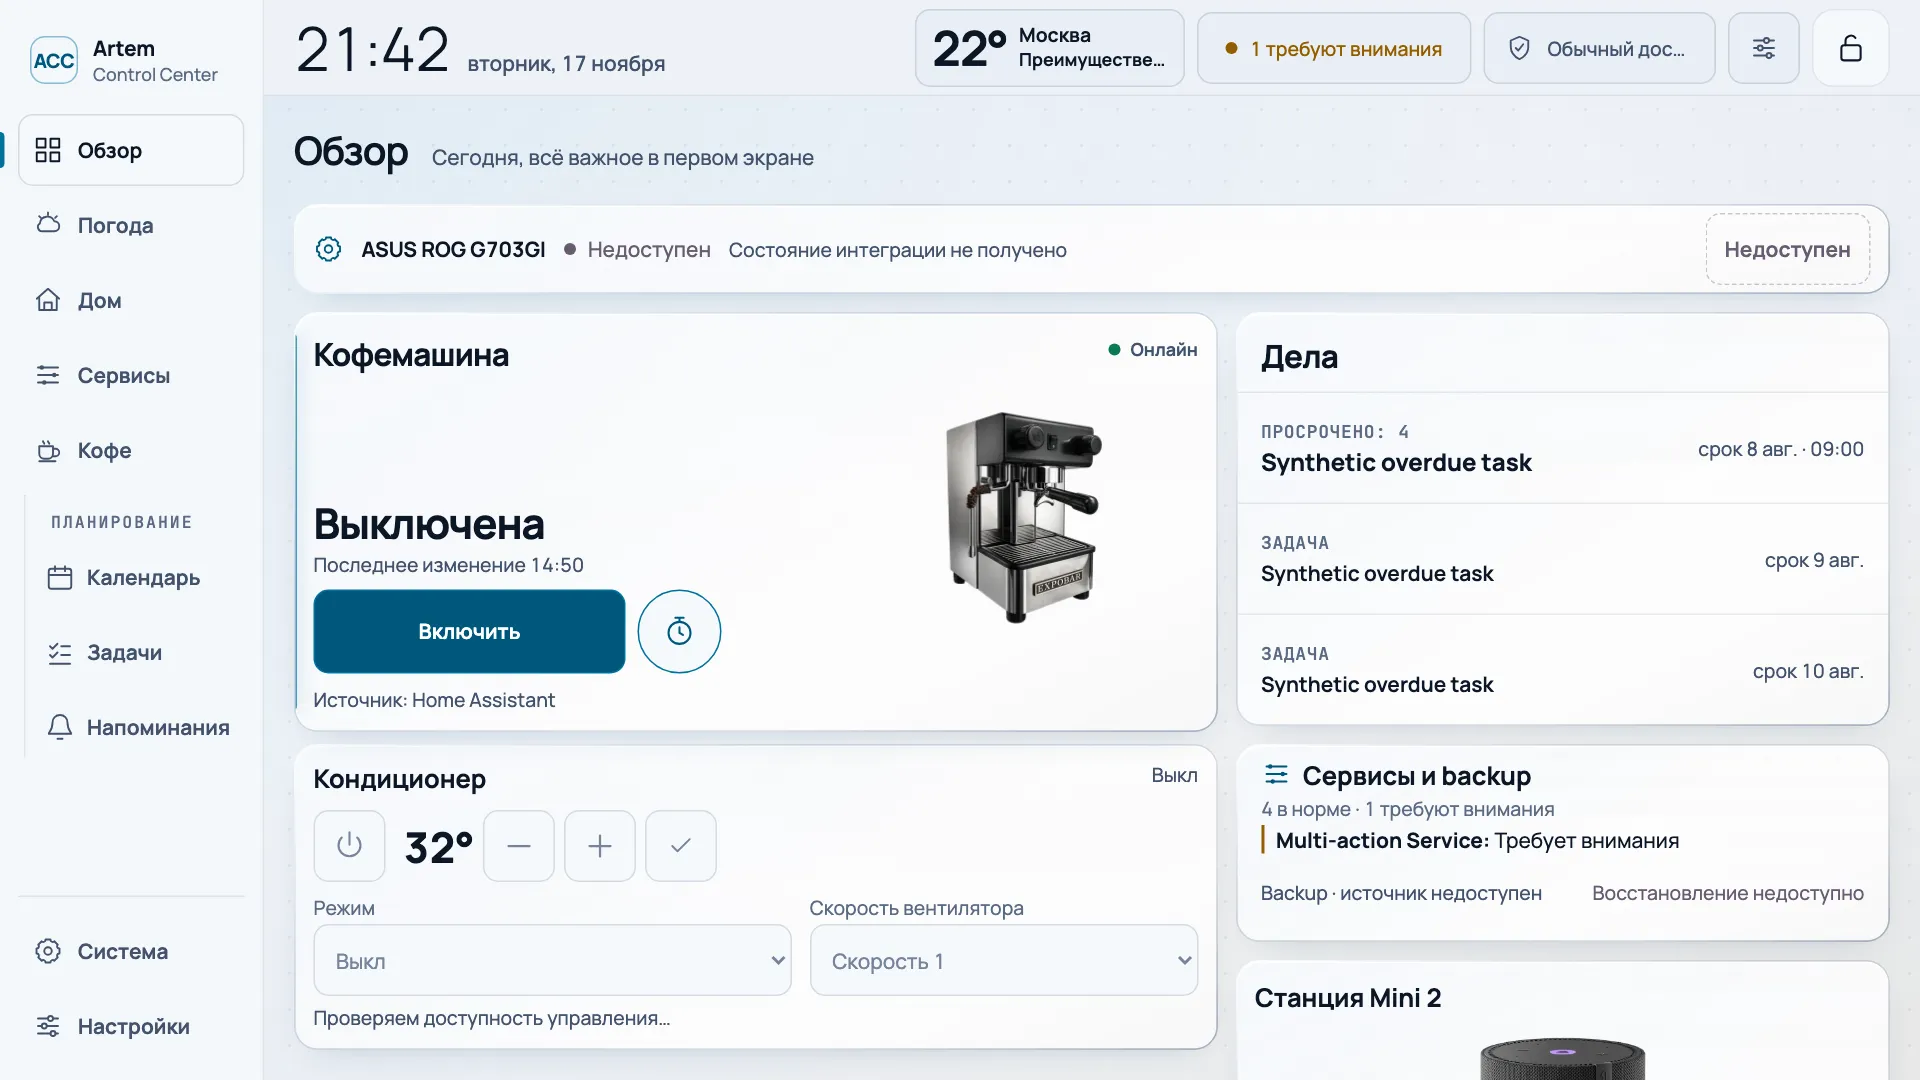 ACC
Artem
Control Center
Обзор
Погода
Дом
Сервисы
Кофе
ПЛАНИРОВАНИЕ
Календарь
Задачи
Напоминания
Система
Настройки
21:42
вторник, 17 ноября
22°
Москва
Преимуществе...
1 требуют внимания
Обычный дос...
Обзор
Сегодня, всё важное в первом экране
ASUS ROG G703GI
Недоступен
Состояние интеграции не получено
Недоступен
Кофемашина
Онлайн
EXPOBAR
Выключена
Последнее изменение 14:50
Включить
Источник: Home Assistant
Кондиционер
Выкл
32°
Режим
Выкл
Скорость вентилятора
Скорость 1
Проверяем доступность управления...
Дела
ПРОСРОЧЕНО: 4
Synthetic overdue task
срок 8 авг. · 09:00
ЗАДАЧА
Synthetic overdue task
срок 9 авг.
ЗАДАЧА
Synthetic overdue task
срок 10 авг.
Сервисы и backup
4 в норме · 1 требуют внимания
Multi-action Service: Требует внимания
Backup · источник недоступен
Восстановление недоступно
Станция Mini 2